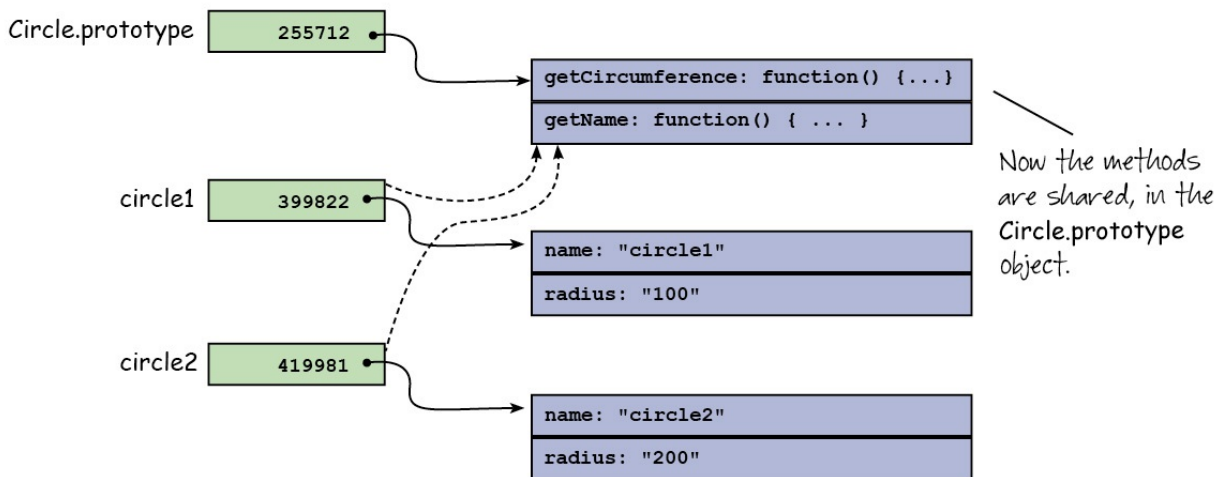 Circle.prototype
255712
getCircumference: function() {...}
getName: function() { ... }
Now the methods
are shared, in the
Circle.prototype
object.
circle1
399822
name: "circle1"
radius: "100"
circle2
419981
name: "circle2"
radius: "200"